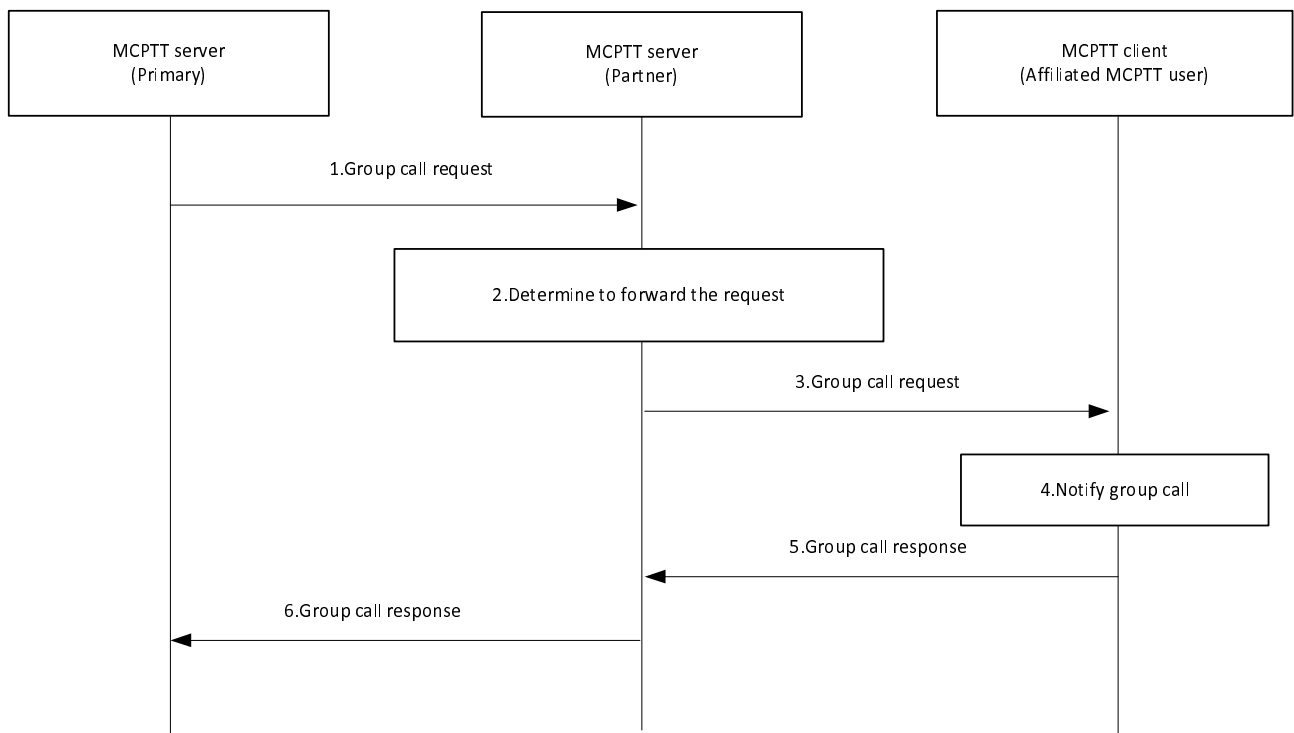 MCPTT server
(Primary)
MCPTT server
(Partner)
MCPTT client
(Affiliated MCPTT user)
1.Group call request
2.Determine to forward the request
3.Group call request
4.Notify group call
5.Group call response
6.Group call response